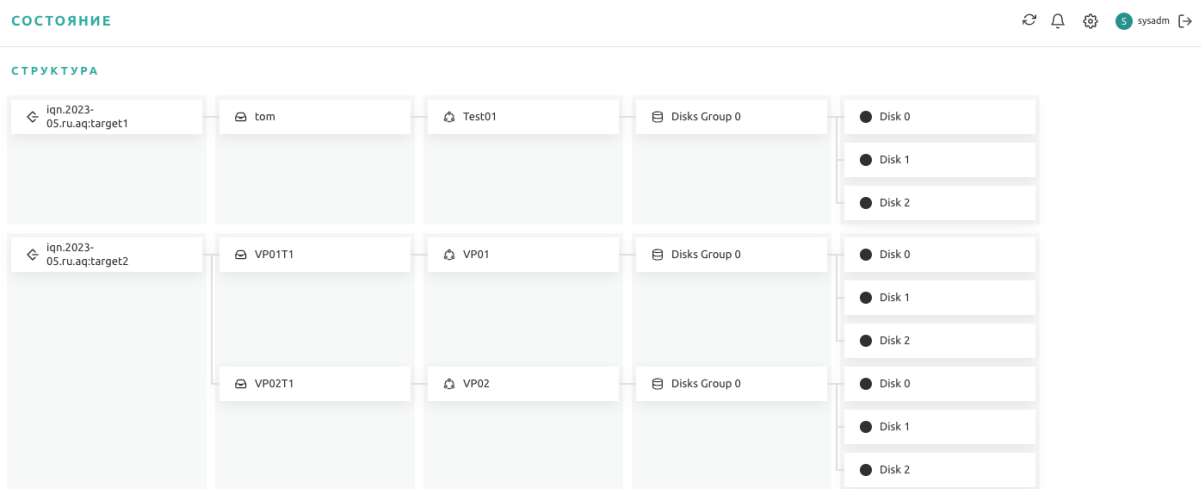 СОСТОЯНИЕ
S sysadm
СТРУКТУРА
iqn.2023-
05.ru.aq:target1
tom
Test01
Disks Group 0
Disk 0
Disk 1
Disk 2
iqn.2023-
05.ru.aq:target2
VP01T1
VP01
Disks Group 0
Disk 0
Disk 1
Disk 2
VP02T1
VP02
Disks Group 0
Disk 0
Disk 1
Disk 2